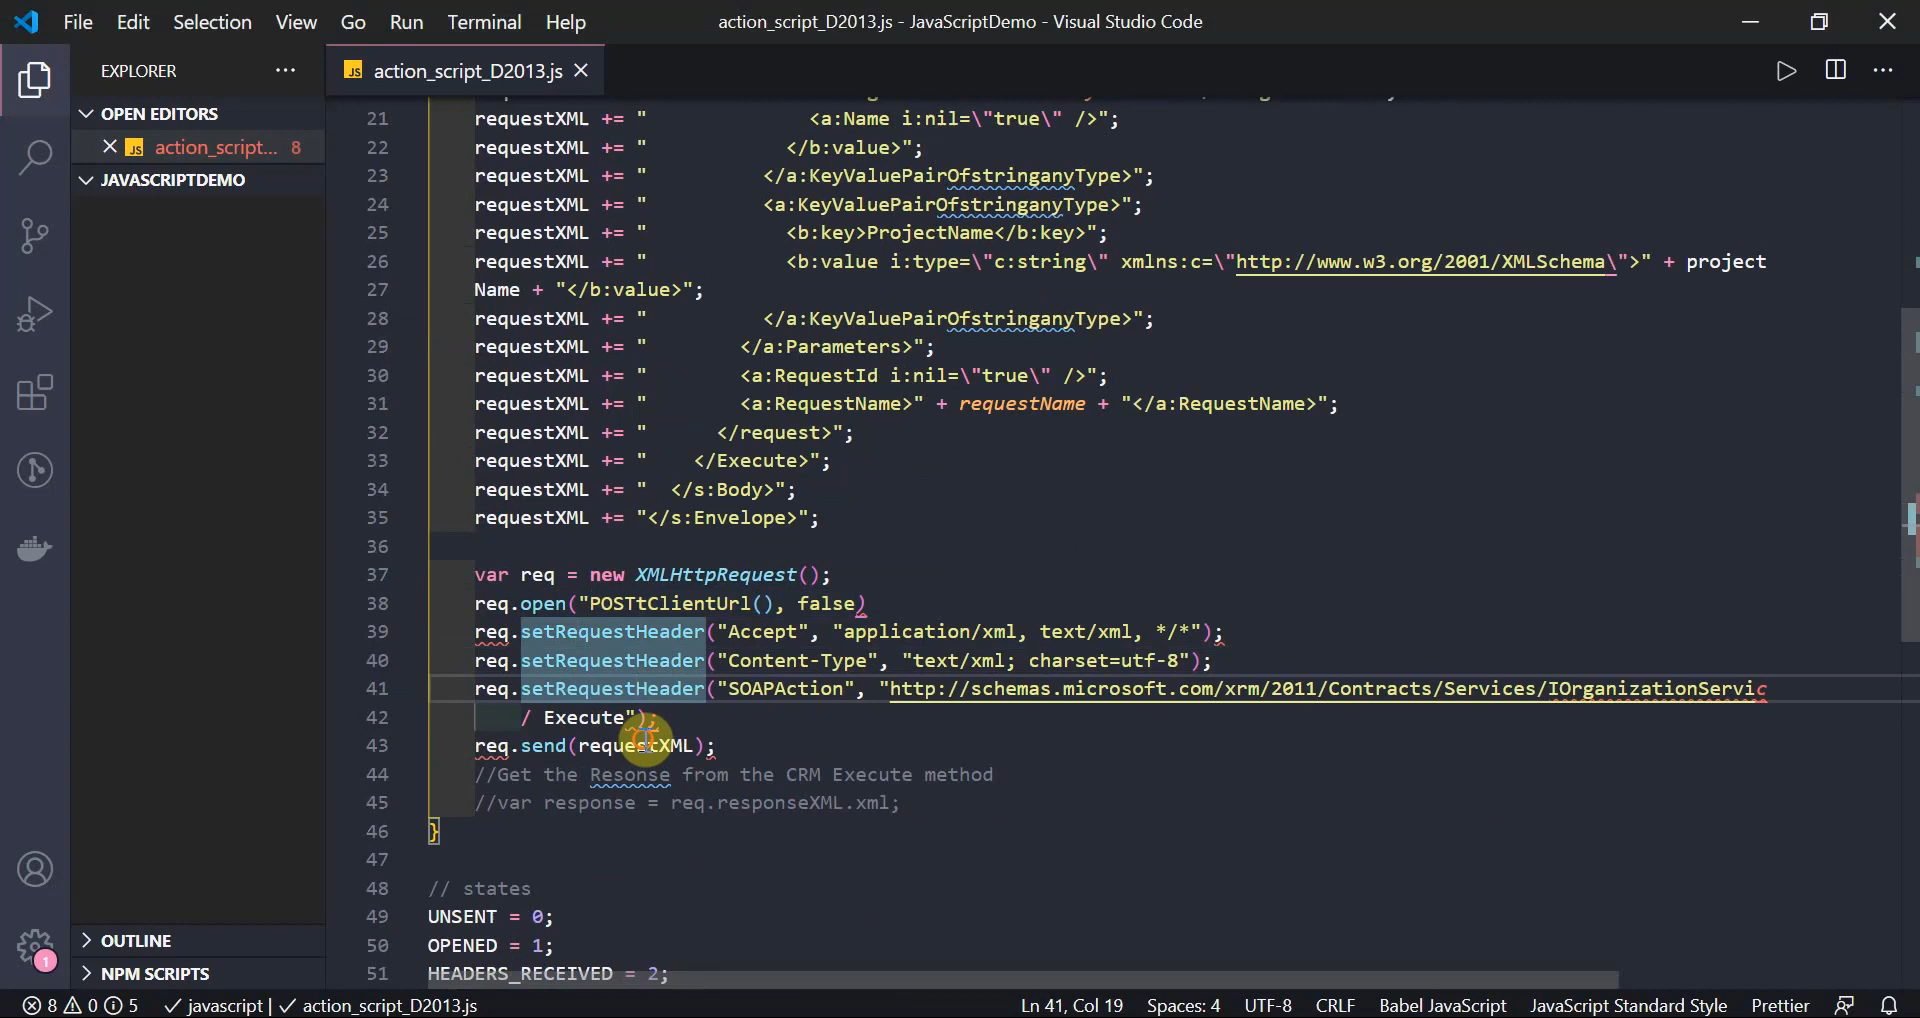 File Edit Selection View Go Run Terminal Help
action_script_D2013.js - JavaScriptDemo - Visual Studio Code
EXPLORER
JS action_script_D2013.js
OPEN EDITORS
JS action_script... 8
JAVASCRIPTDEMO
21 requestXML += "              <a:Name i:nil=\"true\" />";
22 requestXML += "            </b:value>";
23 requestXML += "          </a:KeyValuePairOfstringanyType>";
24 requestXML += "          <a:KeyValuePairOfstringanyType>";
25 requestXML += "            <b:key>ProjectName</b:key>";
26 requestXML += "            <b:value i:type=\"c:string\" xmlns:c=\"http://www.w3.org/2001/XMLSchema\">" + project
27 Name + "</b:value>";
28 requestXML += "          </a:KeyValuePairOfstringanyType>";
29 requestXML += "        </a:Parameters>";
30 requestXML += "        <a:RequestId i:nil=\"true\" />";
31 requestXML += "        <a:RequestName>" + requestName + "</a:RequestName>";
32 requestXML += "      </request>";
33 requestXML += "    </Execute>";
34 requestXML += "  </s:Body>";
35 requestXML += "</s:Envelope>";
36
37 var req = new XMLHttpRequest();
38 req.open("POSTtClientUrl(), false)
39 req.setRequestHeader("Accept", "application/xml, text/xml, */*");
40 req.setRequestHeader("Content-Type", "text/xml; charset=utf-8");
41 req.setRequestHeader("SOAPAction", "http://schemas.microsoft.com/xrm/2011/Contracts/Services/IOrganizationServic
42     / Execute");
43 req.send(requestXML);
44 //Get the Resonse from the CRM Execute method
45 //var response = req.responseXML.xml;
46 }
47
48 // states
49 UNSENT = 0;
50 OPENED = 1;
51 HEADERS_RECEIVED = 2;
OUTLINE
NPM SCRIPTS
1
8 0 5 javascript | action_script_D2013.js
Ln 41, Col 19 Spaces: 4 UTF-8 CRLF Babel JavaScript JavaScript Standard Style Prettier